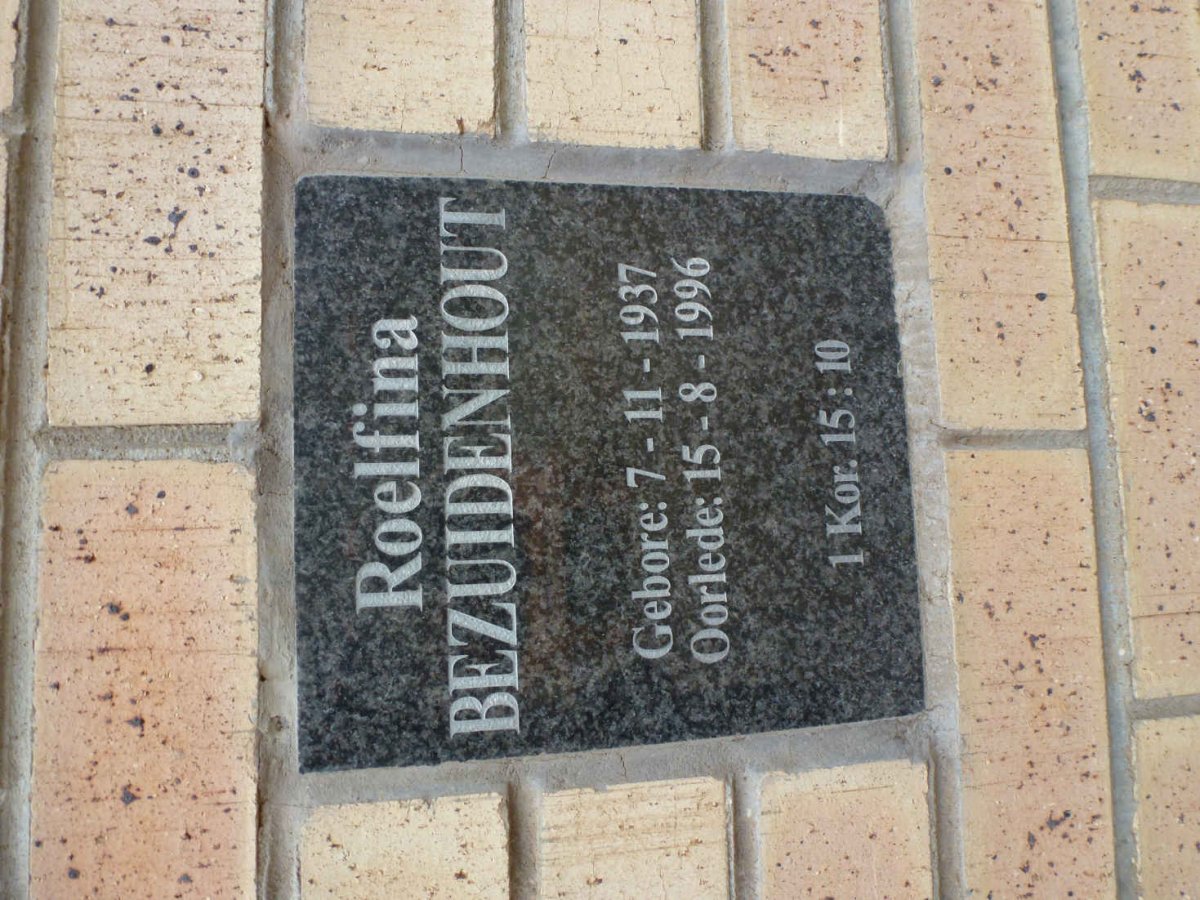 Roelfina
BEZUIDENHOUT
Gebore: 7 - 11 - 1937
Oorlede: 15 - 8 - 1996
1 Kor. 15 : 10